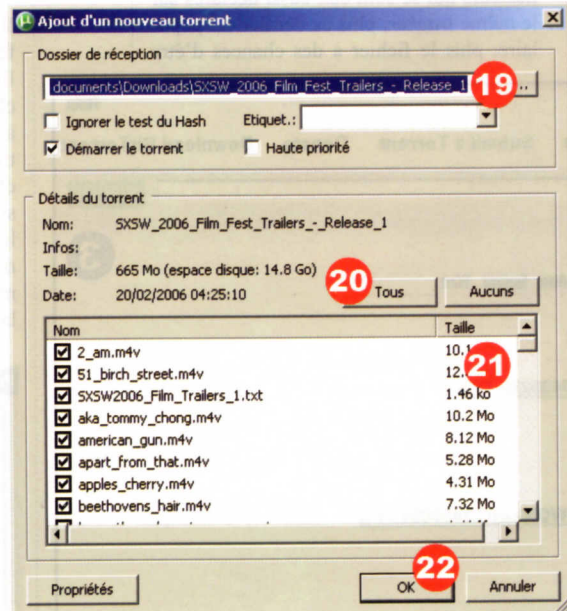 Ajout d'un nouveau torrent
Dossier de réception
documents\Downloads\SXSW_2006_Film_Fest_Trailers_-_Release_1
19
Ignorer le test du Hash
Etiquet.:
Démarrer le torrent
Haute priorité
Détails du torrent
Nom: SXSW_2006_Film_Fest_Trailers_-_Release_1
Infos:
Taille: 665 Mo (espace disque: 14.8 Go)
20
Date: 20/02/2006 04:25:10
Tous
Aucuns
Nom
Taille
2_am.m4v
51_birch_street.m4v
21
SXSW2006_Film_Trailers_1.txt 1.46 ko
aka_tommy_chong.m4v 10.2 Mo
american_gun.m4v 8.12 Mo
apart_from_that.m4v 5.28 Mo
apples_cherry.m4v 4.31 Mo
beethovens_hair.m4v 7.32 Mo
22
Propriétés
OK
Annuler